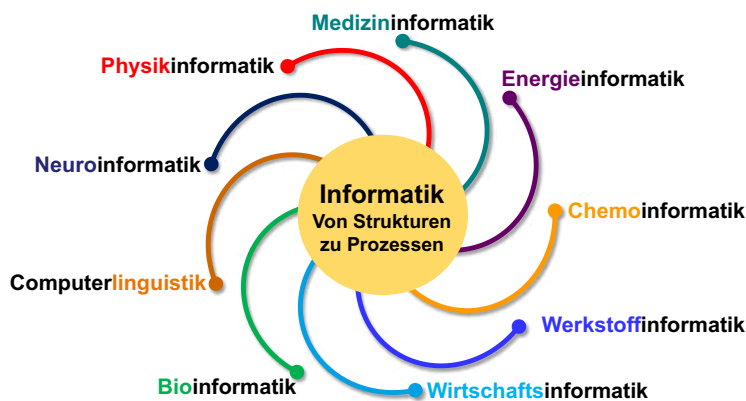 Medizininformatik
Physikinformatik
Energieinformatik
Neuroinformatik
Informatik
Von Strukturen
zu Prozessen
Chemoinformatik
Computerlinguistik
Werkstoffinformatik
Bioinformatik
Wirtschaftsinformatik